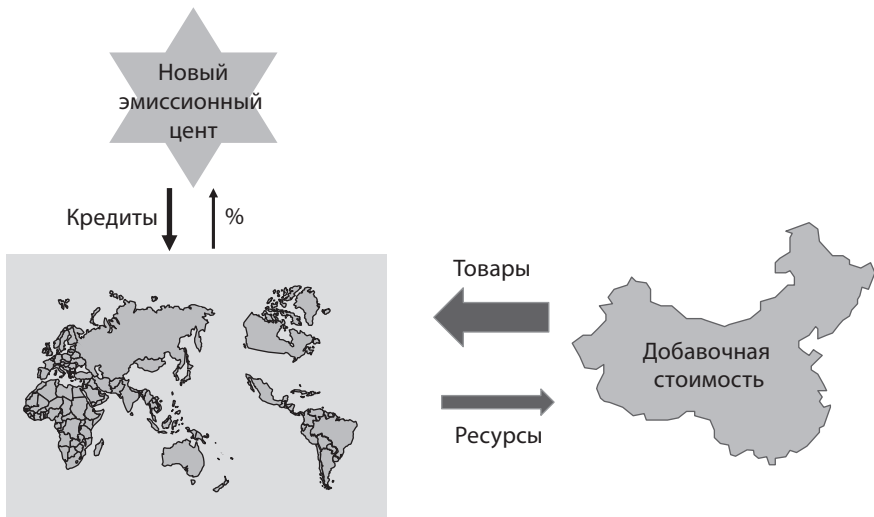 Новый
эмиссионный
цент
Кредиты
%
Товары
Добавочная
стоимость
Ресурсы